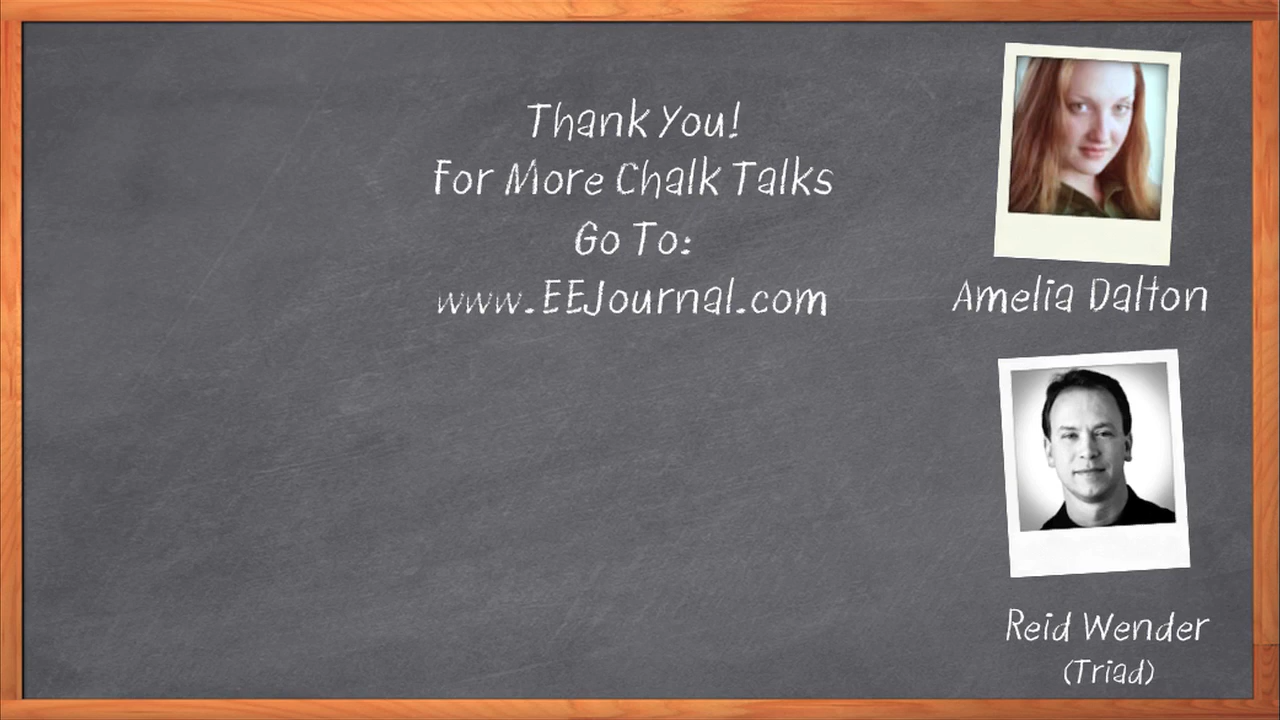 Thank You!
For More Chalk Talks
Go To:
www.EEJournal.com
Amelia Dalton
Reid Wender
(Triad)